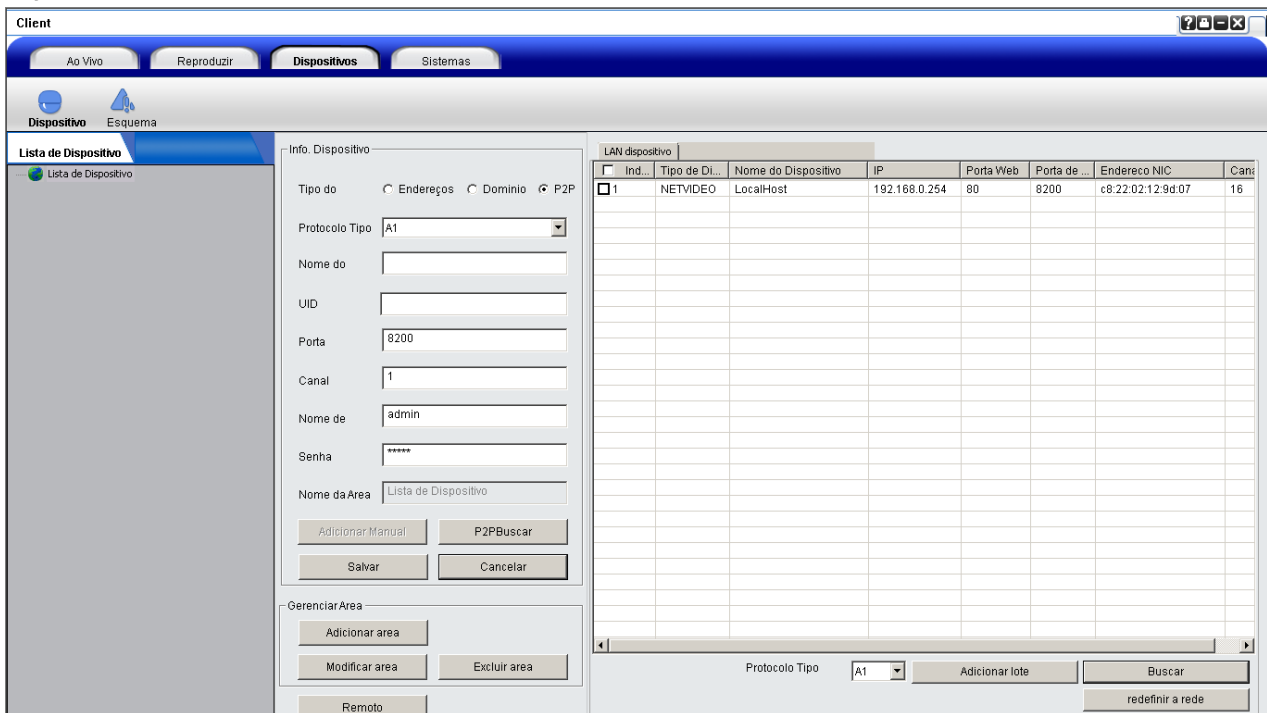 Client
Ao Vivo Reproduzir Dispositivos Sistemas
Dispositivo Esquema
Lista de Dispositivo
Lista de Dispositivo
Info. Dispositivo
Tipo do Endereços Dominio P2P
Protocolo Tipo A1
Nome do
UID
Porta 8200
Canal 1
Nome de admin
Senha *****
Nome da Area Lista de Dispositivo
Adicionar Manual P2PBuscar
Salvar Cancelar
Gerenciar Area
Adicionar area
Modificar area Excluir area
Remoto
LAN dispositivo
Ind... Tipo de Di... Nome do Dispositivo IP Porta Web Porta de ... Endereco NIC Cana
1 NETVIDEO LocalHost 192.168.0.254 80 8200 c8:22:02:12:9d:07 16
Protocolo Tipo A1 Adicionar lote Buscar
redefinir a rede